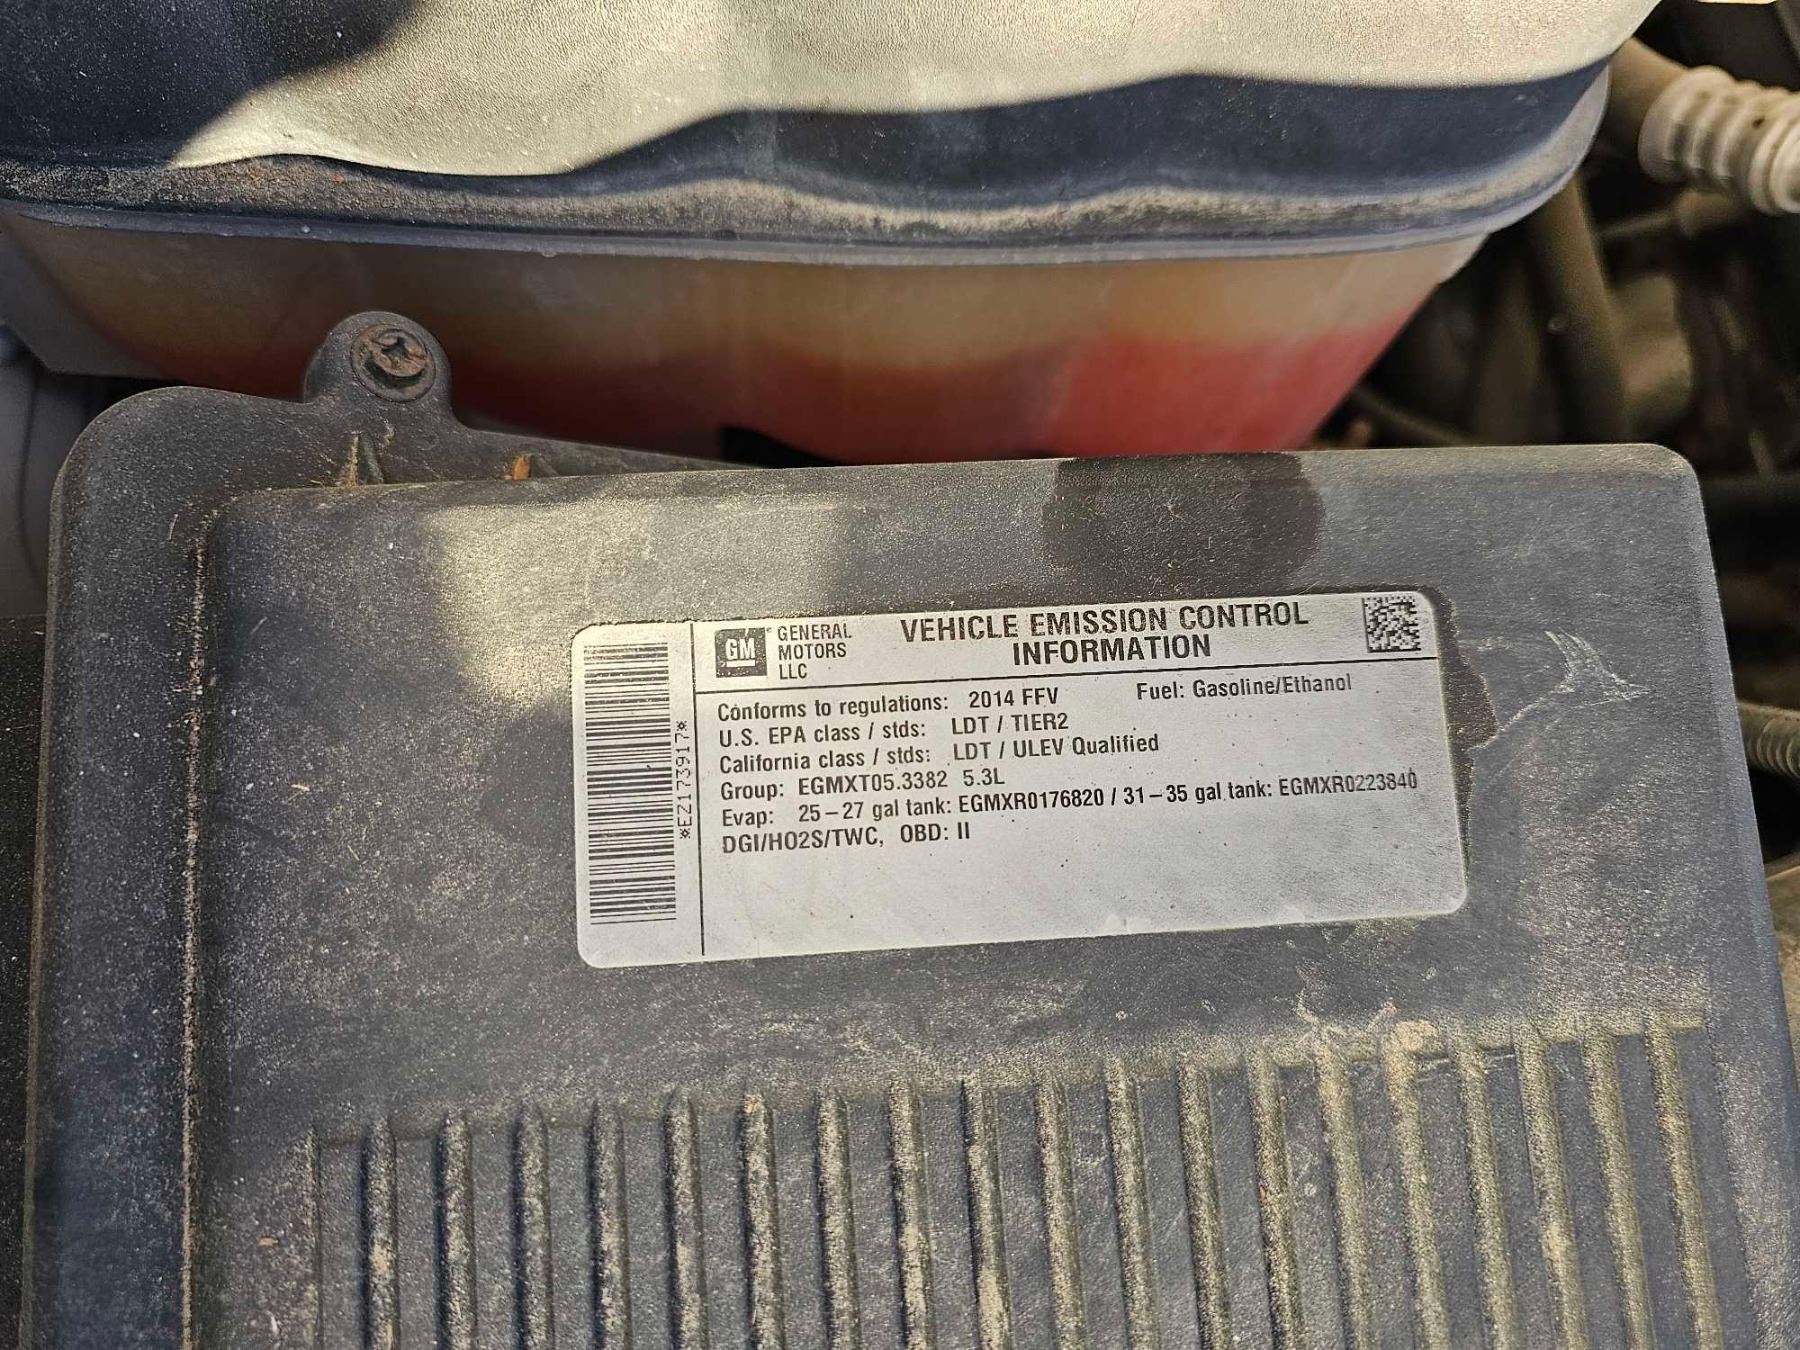 GM
GENERAL
MOTORS
LLC
VEHICLE EMISSION CONTROL
INFORMATION
Conforms to regulations: 2014 FFV Fuel: Gasoline/Ethanol
U.S. EPA class / stds: LDT / TIER2
California class / stds: LDT / ULEV Qualified
Group: EGMXT05.3382 5.3L
Evap: 25–27 gal tank: EGMXR0176820 / 31–35 gal tank: EGMXR0223840
DGI/HO2S/TWC, OBD: II
*EZ173917*